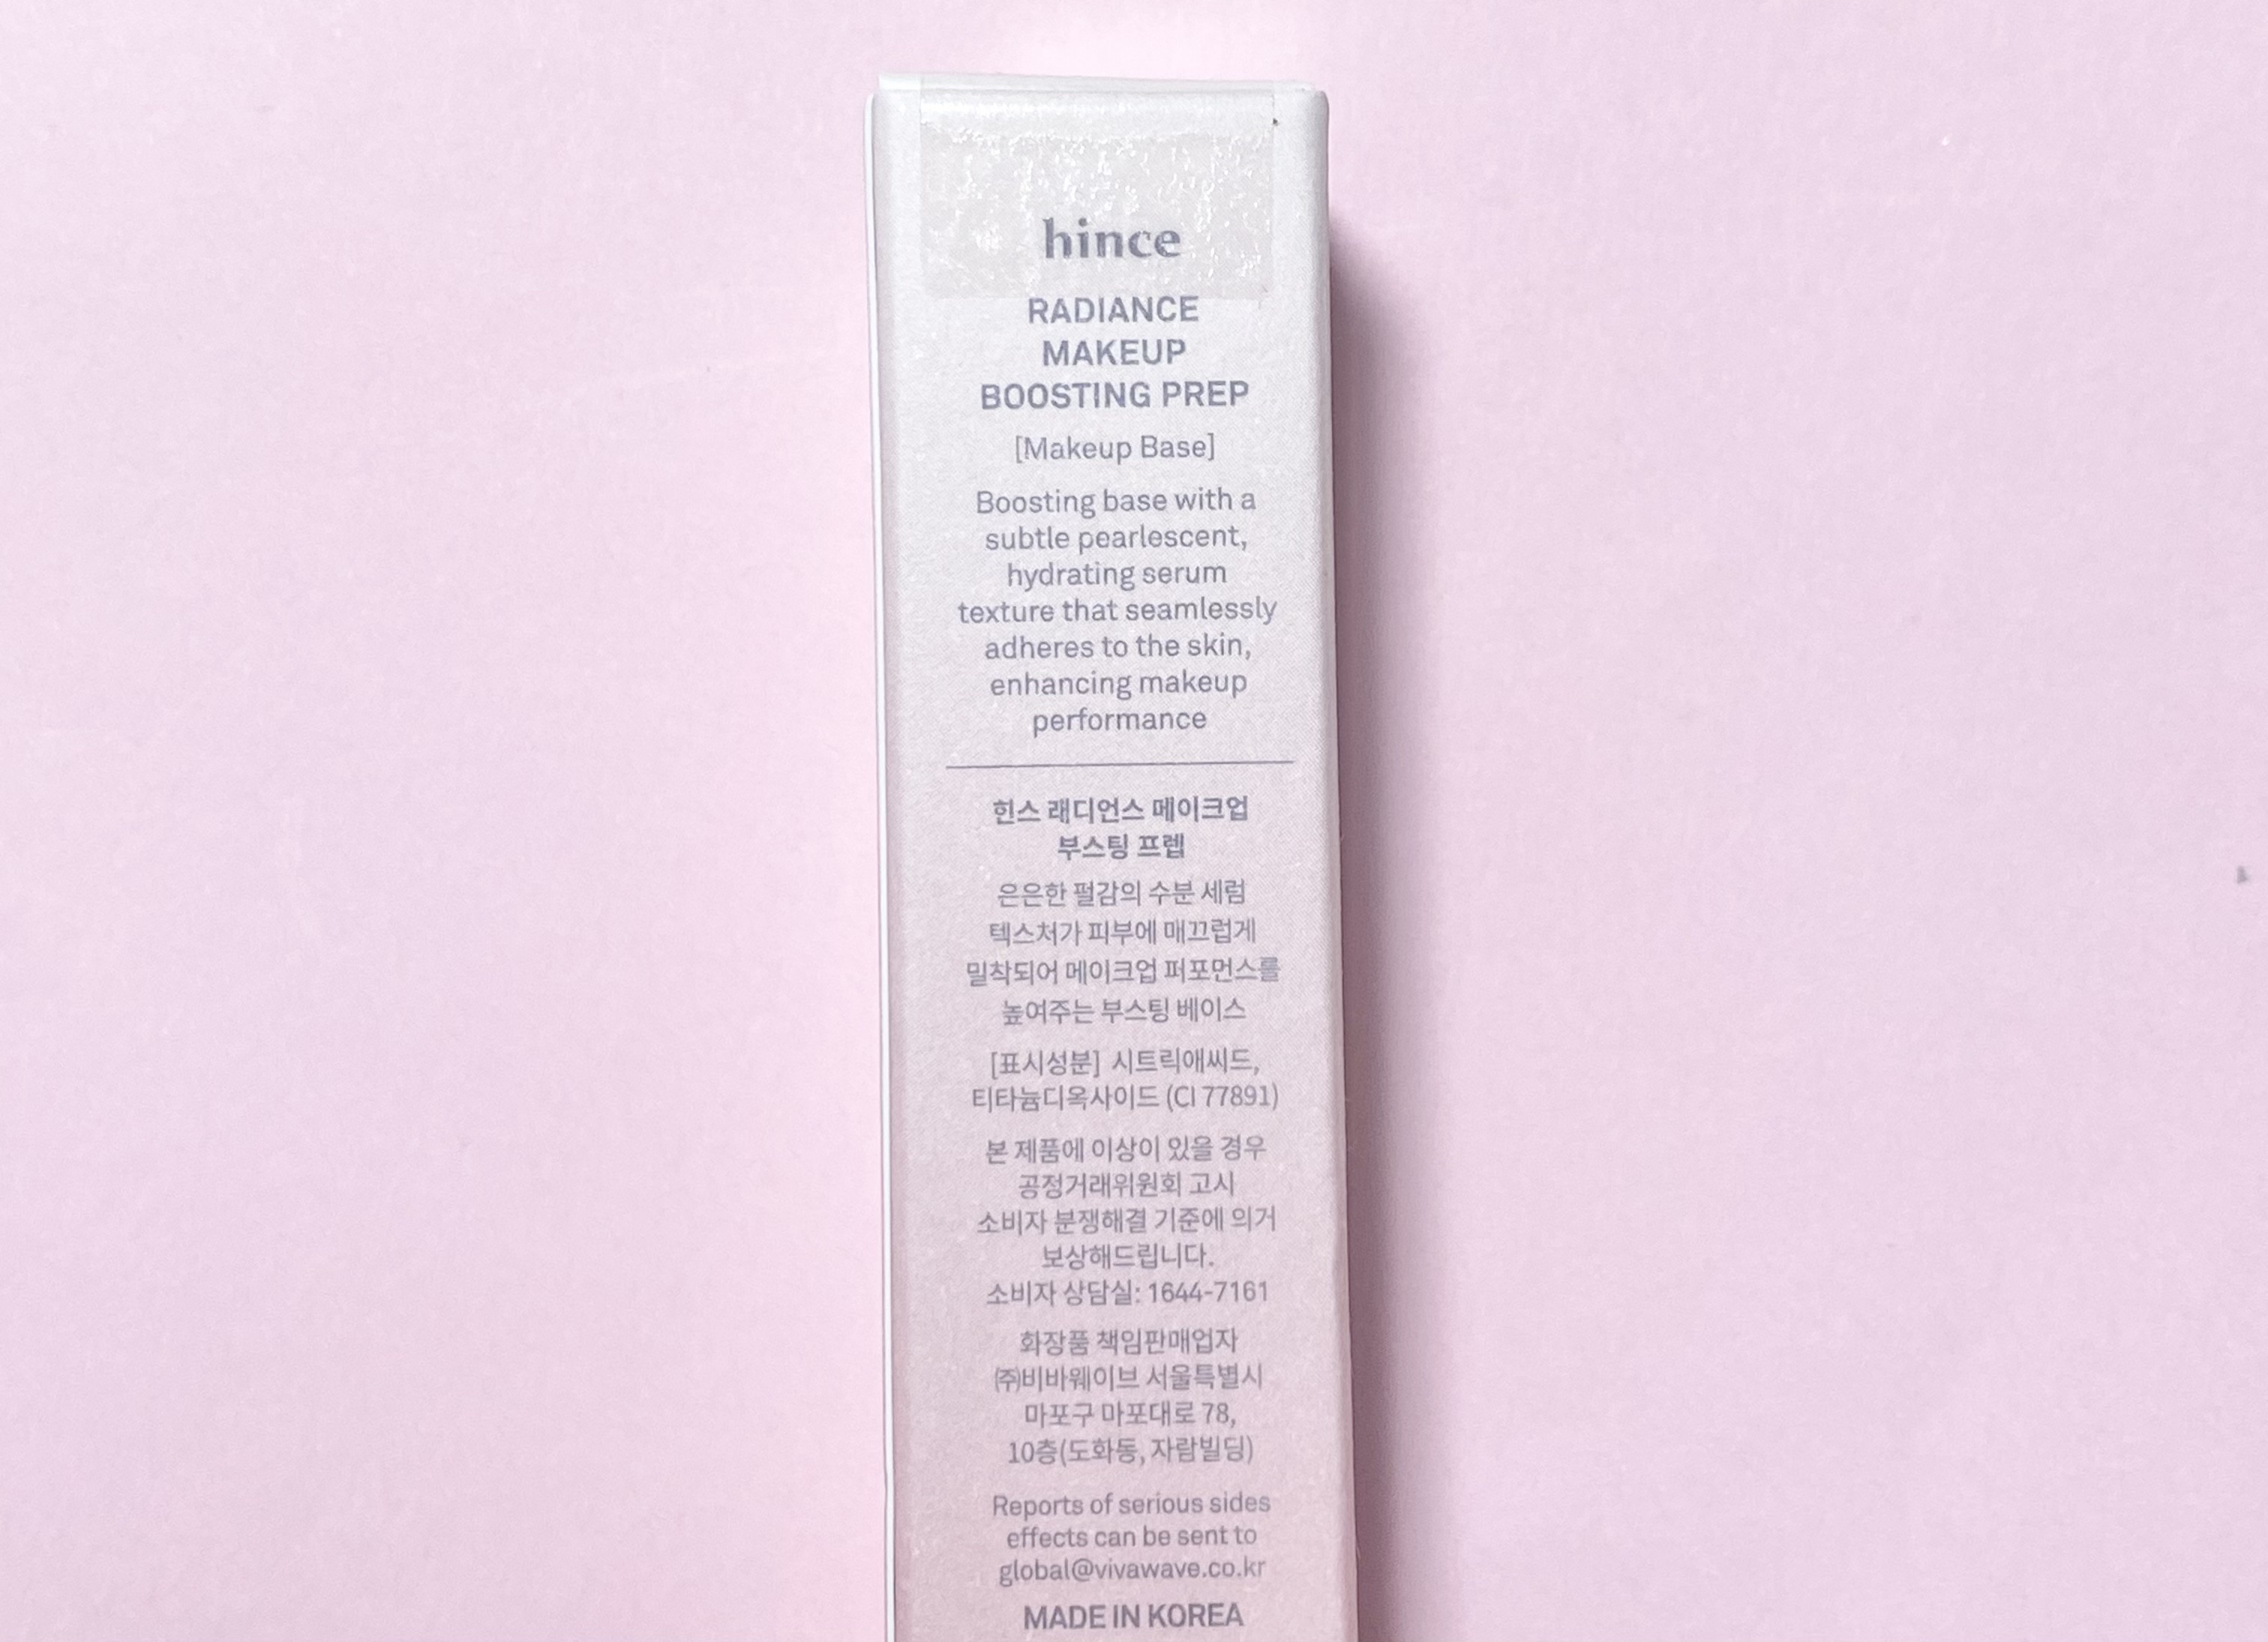 hince
RADIANCE
MAKEUP
BOOSTING PREP
[Makeup Base]
Boosting base with a
subtle pearlescent,
hydrating serum
texture that seamlessly
adheres to the skin,
enhancing makeup
performance
힌스 래디언스 메이크업
부스팅 프렙
은은한 펄감의 수분 세럼
텍스처가 피부에 매끄럽게
밀착되어 메이크업 퍼포먼스를
높여주는 부스팅 베이스
[표시성분] 시트릭애씨드,
티타늄디옥사이드 (CI 77891)
본 제품에 이상이 있을 경우
공정거래위원회 고시
소비자 분쟁해결 기준에 의거
보상해드립니다.
소비자 상담실: 1644-7161
화장품 책임판매업자
㈜비바웨이브 서울특별시
마포구 마포대로 78,
10층(도화동, 자람빌딩)
Reports of serious sides
effects can be sent to
global@vivawave.co.kr
MADE IN KOREA